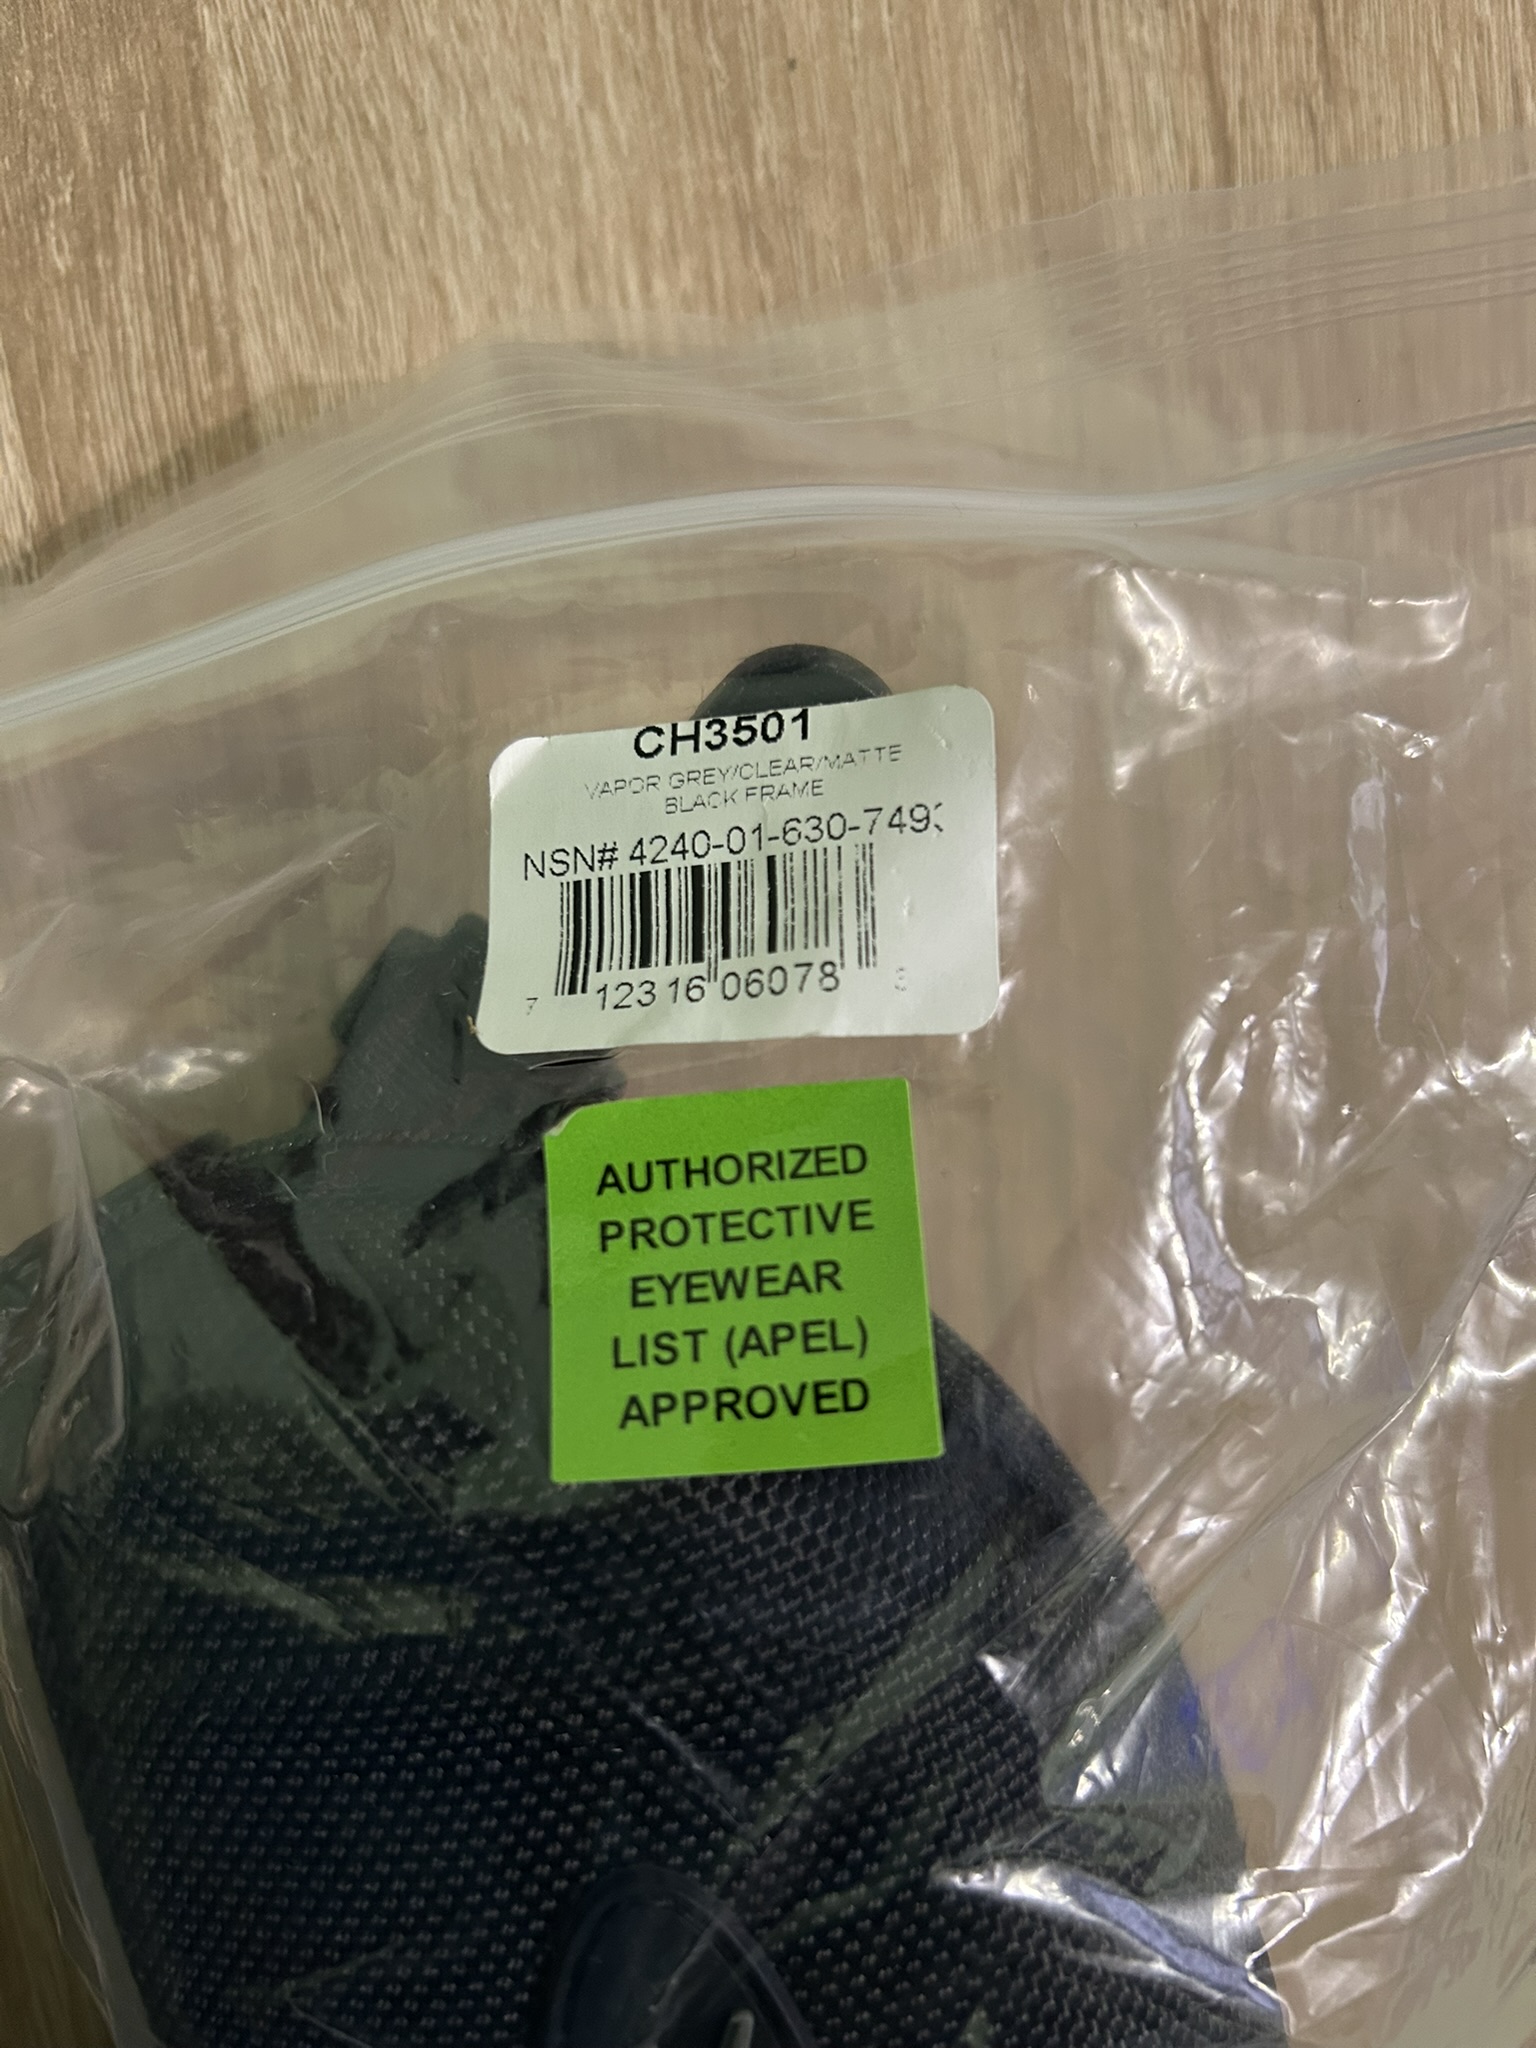 CH3501
VAPOR GREY/CLEAR/MATTE
BLACK FRAME
NSN# 4240-01-630-749
7 12316 06078
AUTHORIZED
PROTECTIVE
EYEWEAR
LIST (APEL)
APPROVED